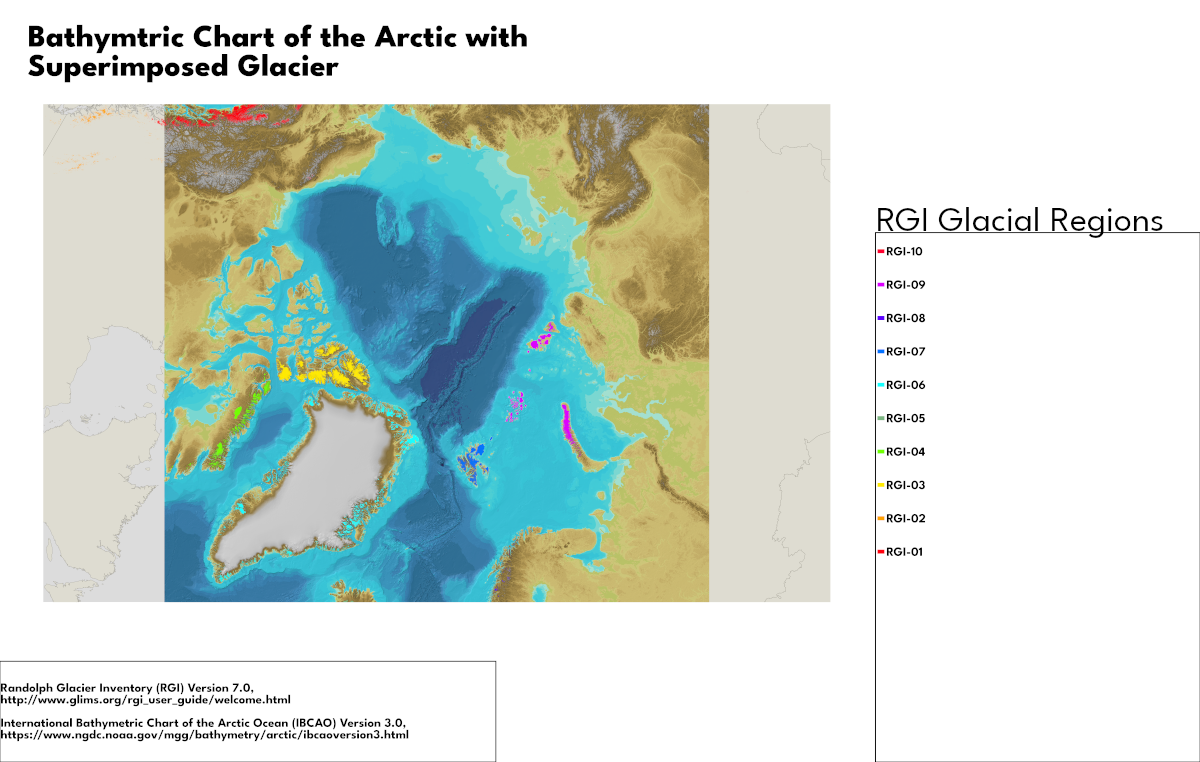 Bathymtric Chart of the Arctic with
Superimposed Glacier
RGI Glacial Regions
RGI-10
RGI-09
RGI-08
RGI-07
RGI-06
RGI-05
RGI-04
RGI-03
RGI-02
RGI-01
Randolph Glacier Inventory (RGI) Version 7.0,
http://www.glims.org/rgi_user_guide/welcome.html
International Bathymetric Chart of the Arctic Ocean (IBCAO) Version 3.0,
https://www.ngdc.noaa.gov/mgg/bathymetry/arctic/ibcaoversion3.html